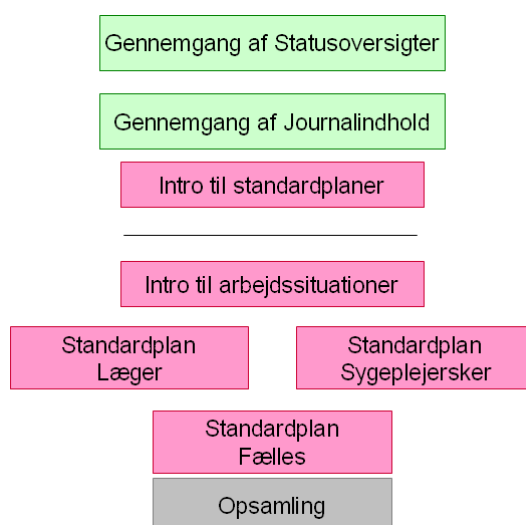 Gennemgang af Statusoversigter
Gennemgang af Journalindhold
Intro til standardplaner
Intro til arbejdssituationer
Standardplan
Læger
Standardplan
Sygeplejersker
Standardplan
Fælles
Opsamling